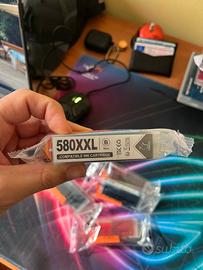 580XXL
COMPATIBLE INK CARTRIDGE
subito